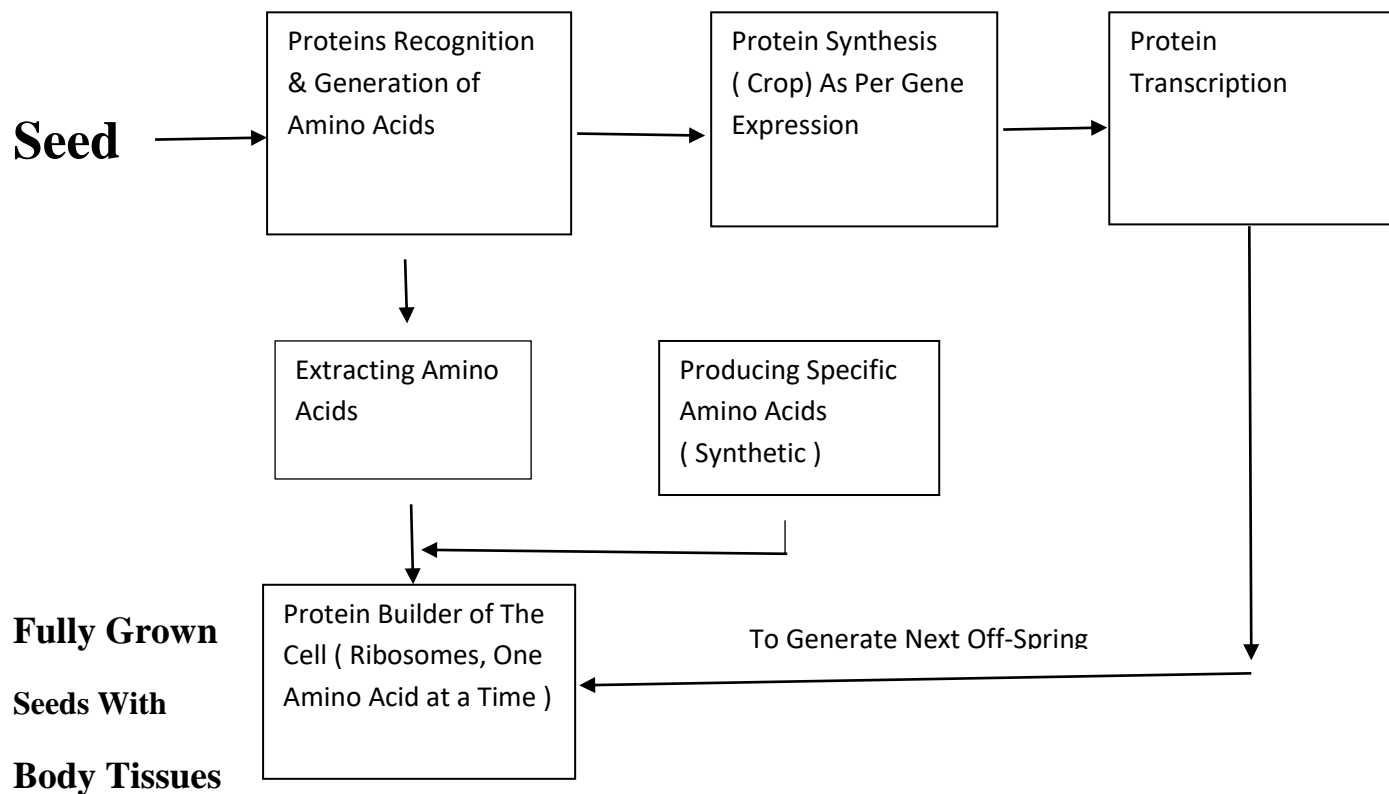 Seed
Proteins Recognition
& Generation of
Amino Acids
Protein Synthesis
( Crop) As Per Gene
Expression
Protein
Transcription
Extracting Amino
Acids
Producing Specific
Amino Acids
( Synthetic )
Fully Grown
Seeds With
Body Tissues
Protein Builder of The
Cell ( Ribosomes, One
Amino Acid at a Time )
To Generate Next Off-Spring